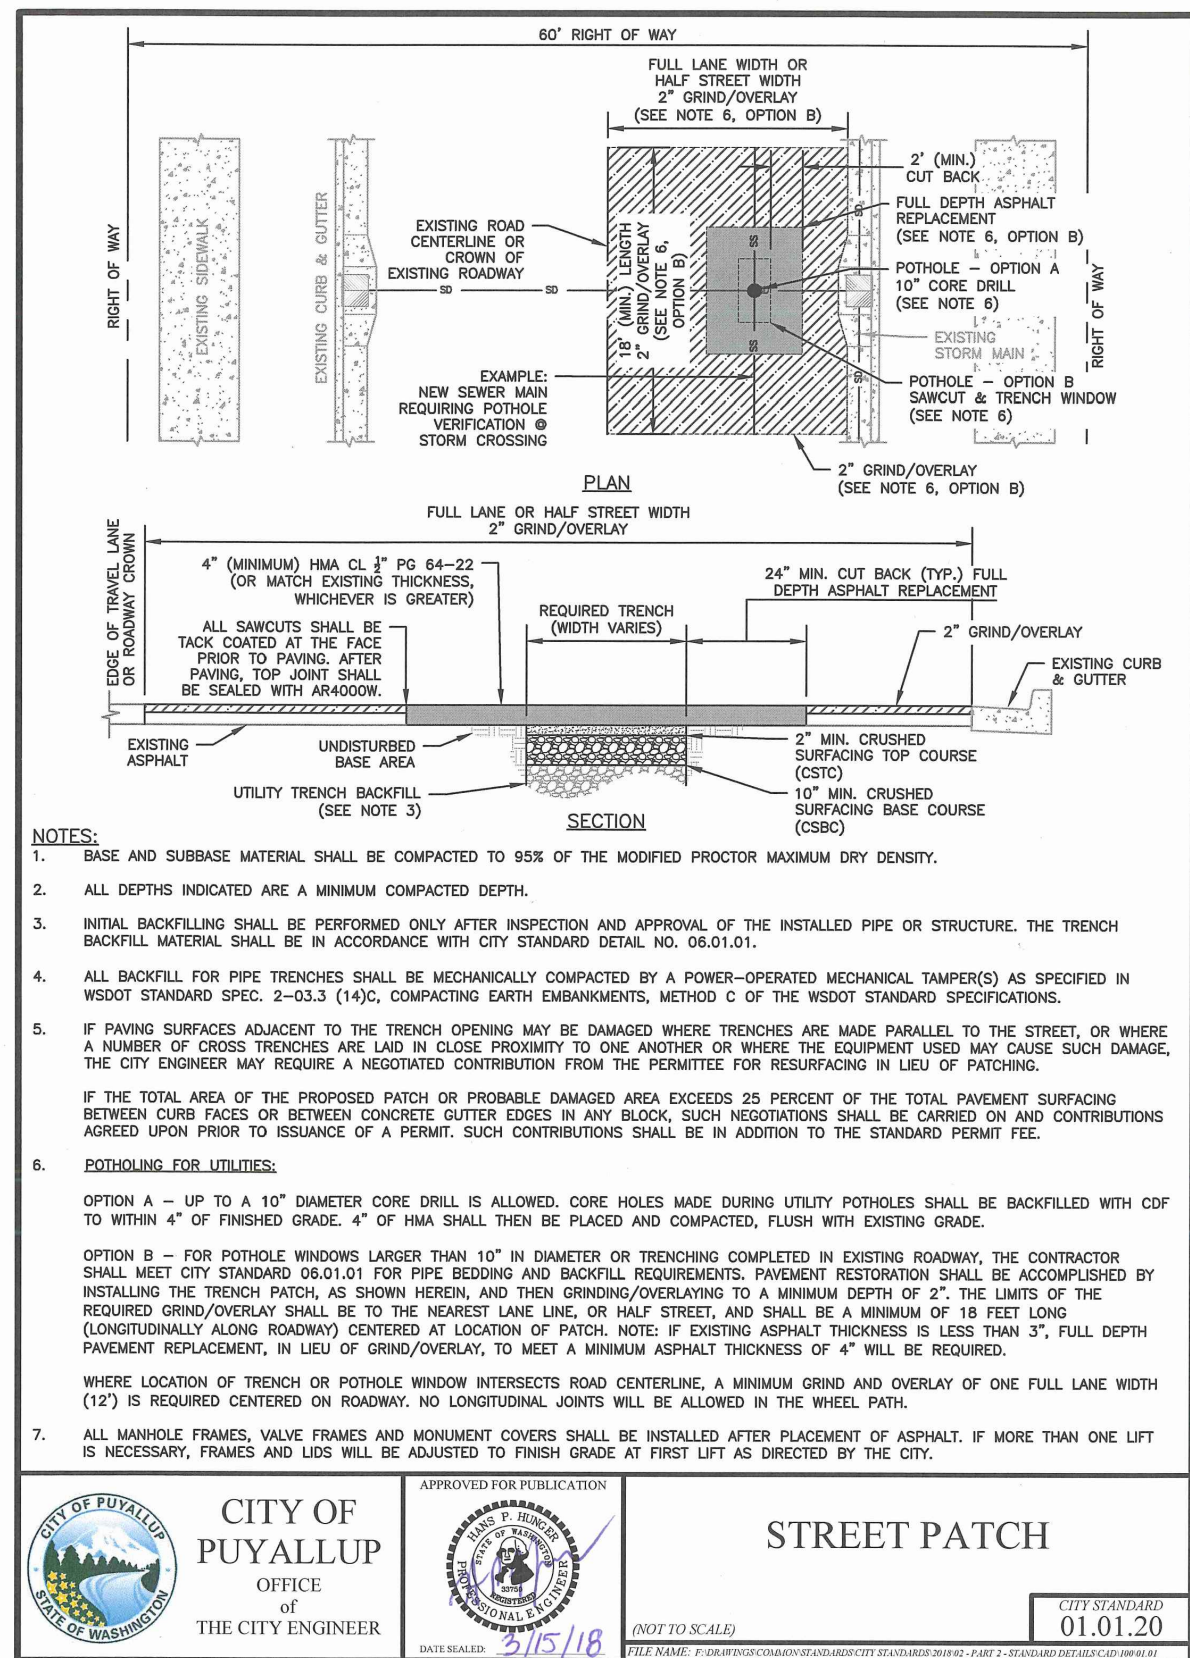 60' RIGHT OF WAY
FULL LANE WIDTH OR
HALF STREET WIDTH
2" GRIND/OVERLAY
(SEE NOTE 6, OPTION B)
2' (MIN.)
CUT BACK
FULL DEPTH ASPHALT
REPLACEMENT
(SEE NOTE 6, OPTION B)
POTHOLE – OPTION A
10" CORE DRILL
(SEE NOTE 6)
EXISTING
STORM MAIN
POTHOLE – OPTION B
SAWCUT & TRENCH WINDOW
(SEE NOTE 6)
2" GRIND/OVERLAY
(SEE NOTE 6, OPTION B)
RIGHT OF WAY
EXISTING SIDEWALK
EXISTING CURB & GUTTER
EXISTING ROAD
CENTERLINE OR
CROWN OF
EXISTING ROADWAY
SD
SD
18' (MIN.) LENGTH
2" GRIND/OVERLAY
(SEE NOTE 6,
OPTION B)
SS
SS
SD
SD
RIGHT OF WAY
EXAMPLE:
NEW SEWER MAIN
REQUIRING POTHOLE
VERIFICATION @
STORM CROSSING
PLAN
FULL LANE OR HALF STREET WIDTH
2" GRIND/OVERLAY
EDGE OF TRAVEL LANE
OR ROADWAY CROWN
4" (MINIMUM) HMA CL ½" PG 64–22
(OR MATCH EXISTING THICKNESS,
WHICHEVER IS GREATER)
ALL SAWCUTS SHALL BE
TACK COATED AT THE FACE
PRIOR TO PAVING. AFTER
PAVING, TOP JOINT SHALL
BE SEALED WITH AR4000W.
REQUIRED TRENCH
(WIDTH VARIES)
24" MIN. CUT BACK (TYP.) FULL
DEPTH ASPHALT REPLACEMENT
2" GRIND/OVERLAY
EXISTING CURB
& GUTTER
EXISTING
ASPHALT
UNDISTURBED
BASE AREA
UTILITY TRENCH BACKFILL
(SEE NOTE 3)
2" MIN. CRUSHED
SURFACING TOP COURSE
(CSTC)
10" MIN. CRUSHED
SURFACING BASE COURSE
(CSBC)
SECTION
NOTES:
1. BASE AND SUBBASE MATERIAL SHALL BE COMPACTED TO 95% OF THE MODIFIED PROCTOR MAXIMUM DRY DENSITY.
2. ALL DEPTHS INDICATED ARE A MINIMUM COMPACTED DEPTH.
3. INITIAL BACKFILLING SHALL BE PERFORMED ONLY AFTER INSPECTION AND APPROVAL OF THE INSTALLED PIPE OR STRUCTURE. THE TRENCH
BACKFILL MATERIAL SHALL BE IN ACCORDANCE WITH CITY STANDARD DETAIL NO. 06.01.01.
4. ALL BACKFILL FOR PIPE TRENCHES SHALL BE MECHANICALLY COMPACTED BY A POWER–OPERATED MECHANICAL TAMPER(S) AS SPECIFIED IN
WSDOT STANDARD SPEC. 2–03.3 (14)C, COMPACTING EARTH EMBANKMENTS, METHOD C OF THE WSDOT STANDARD SPECIFICATIONS.
5. IF PAVING SURFACES ADJACENT TO THE TRENCH OPENING MAY BE DAMAGED WHERE TRENCHES ARE MADE PARALLEL TO THE STREET, OR WHERE
A NUMBER OF CROSS TRENCHES ARE LAID IN CLOSE PROXIMITY TO ONE ANOTHER OR WHERE THE EQUIPMENT USED MAY CAUSE SUCH DAMAGE,
THE CITY ENGINEER MAY REQUIRE A NEGOTIATED CONTRIBUTION FROM THE PERMITTEE FOR RESURFACING IN LIEU OF PATCHING.
IF THE TOTAL AREA OF THE PROPOSED PATCH OR PROBABLE DAMAGED AREA EXCEEDS 25 PERCENT OF THE TOTAL PAVEMENT SURFACING
BETWEEN CURB FACES OR BETWEEN CONCRETE GUTTER EDGES IN ANY BLOCK, SUCH NEGOTIATIONS SHALL BE CARRIED ON AND CONTRIBUTIONS
AGREED UPON PRIOR TO ISSUANCE OF A PERMIT. SUCH CONTRIBUTIONS SHALL BE IN ADDITION TO THE STANDARD PERMIT FEE.
6. POTHOLING FOR UTILITIES:
OPTION A – UP TO A 10" DIAMETER CORE DRILL IS ALLOWED. CORE HOLES MADE DURING UTILITY POTHOLES SHALL BE BACKFILLED WITH CDF
TO WITHIN 4" OF FINISHED GRADE. 4" OF HMA SHALL THEN BE PLACED AND COMPACTED, FLUSH WITH EXISTING GRADE.
OPTION B – FOR POTHOLE WINDOWS LARGER THAN 10" IN DIAMETER OR TRENCHING COMPLETED IN EXISTING ROADWAY, THE CONTRACTOR
SHALL MEET CITY STANDARD 06.01.01 FOR PIPE BEDDING AND BACKFILL REQUIREMENTS. PAVEMENT RESTORATION SHALL BE ACCOMPLISHED BY
INSTALLING THE TRENCH PATCH, AS SHOWN HEREIN, AND THEN GRINDING/OVERLAYING TO A MINIMUM DEPTH OF 2". THE LIMITS OF THE
REQUIRED GRIND/OVERLAY SHALL BE TO THE NEAREST LANE LINE, OR HALF STREET, AND SHALL BE A MINIMUM OF 18 FEET LONG
(LONGITUDINALLY ALONG ROADWAY) CENTERED AT LOCATION OF PATCH. NOTE: IF EXISTING ASPHALT THICKNESS IS LESS THAN 3", FULL DEPTH
PAVEMENT REPLACEMENT, IN LIEU OF GRIND/OVERLAY, TO MEET A MINIMUM ASPHALT THICKNESS OF 4" WILL BE REQUIRED.
WHERE LOCATION OF TRENCH OR POTHOLE WINDOW INTERSECTS ROAD CENTERLINE, A MINIMUM GRIND AND OVERLAY OF ONE FULL LANE WIDTH
(12') IS REQUIRED CENTERED ON ROADWAY. NO LONGITUDINAL JOINTS WILL BE ALLOWED IN THE WHEEL PATH.
7. ALL MANHOLE FRAMES, VALVE FRAMES AND MONUMENT COVERS SHALL BE INSTALLED AFTER PLACEMENT OF ASPHALT. IF MORE THAN ONE LIFT
IS NECESSARY, FRAMES AND LIDS WILL BE ADJUSTED TO FINISH GRADE AT FIRST LIFT AS DIRECTED BY THE CITY.
CITY OF PUYALLUP
STATE OF WASHINGTON
CITY OF
PUYALLUP
OFFICE
of
THE CITY ENGINEER
APPROVED FOR PUBLICATION
HANS P. HUNGER
STATE OF WASHINGTON
33750
REGISTERED
PROFESSIONAL ENGINEER
DATE SEALED: 3/15/18
STREET PATCH
(NOT TO SCALE)
CITY STANDARD
01.01.20
FILE NAME: F:\DRAWINGS\COMMON\STANDARDS\CITY STANDARDS\2018\02 - PART 2 - STANDARD DETAILS\CAD\100\01.01